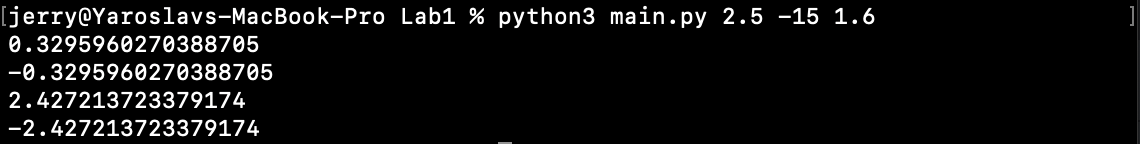 [jerry@Yaroslavs-MacBook-Pro Lab1 % python3 main.py 2.5 -15 1.6 ]
0.3295960270388705
-0.3295960270388705
2.427213723379174
-2.427213723379174